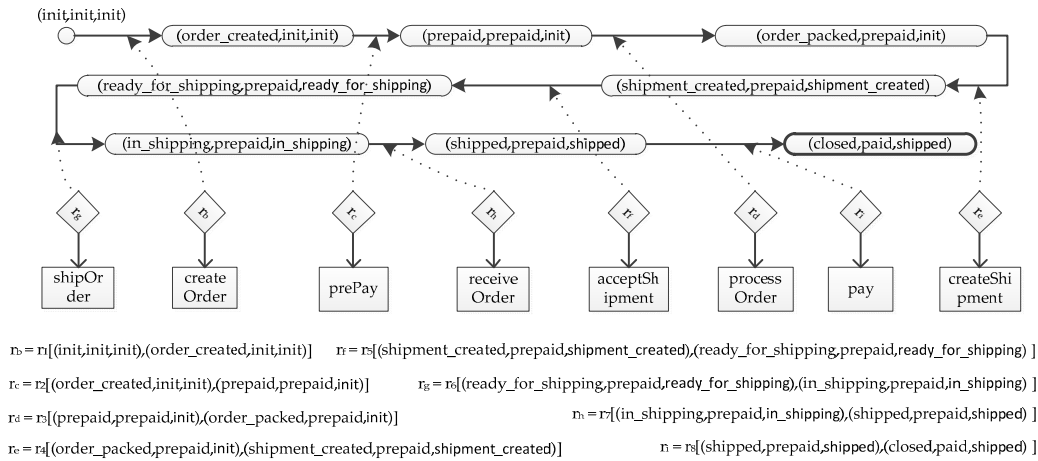 (init,init,init)
(order_created,init,init)
(prepaid,prepaid,init)
(order_packed,prepaid,init)
(ready_for_shipping,prepaid,ready_for_shipping)
(shipment_created,prepaid,shipment_created)
(in_shipping,prepaid,in_shipping)
(shipped,prepaid,shipped)
(closed,paid,shipped)
rg
rb
rc
rh
rf
rd
ri
re
shipOr
der
create
Order
prePay
receive
Order
acceptSh
ipment
process
Order
pay
createShi
pment
rb = r1[(init,init,init),(order_created,init,init)]
rf = r5[(shipment_created,prepaid,shipment_created),(ready_for_shipping,prepaid,ready_for_shipping) ]
rc = r2[(order_created,init,init),(prepaid,prepaid,init)]
rg = r6[(ready_for_shipping,prepaid,ready_for_shipping),(in_shipping,prepaid,in_shipping) ]
rd = r3[(prepaid,prepaid,init),(order_packed,prepaid,init)]
rh = r7[(in_shipping,prepaid,in_shipping),(shipped,prepaid,shipped) ]
re = r4[(order_packed,prepaid,init),(shipment_created,prepaid,shipment_created)]
ri = r8[(shipped,prepaid,shipped),(closed,paid,shipped) ]